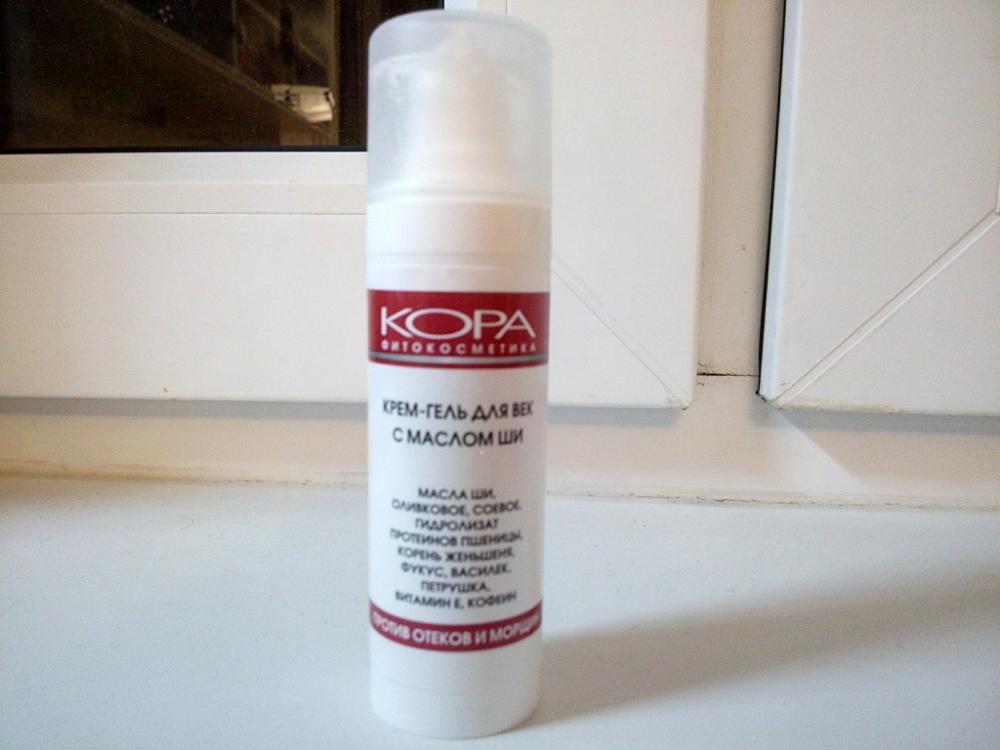 КОРА
ФИТОКОСМЕТИКА
КРЕМ-ГЕЛЬ ДЛЯ ВЕК
С МАСЛОМ ШИ
МАСЛА ШИ,
ОЛИВКОВОЕ, СОЕВОЕ,
ГИДРОЛИЗАТ
ПРОТЕИНОВ ПШЕНИЦЫ,
КОРЕНЬ ЖЕНЬШЕНЯ,
ФУКУС, ВАСИЛЕК,
ПЕТРУШКА,
ВИТАМИН Е, КОФЕИН
ПРОТИВ ОТЕКОВ И МОРЩИН